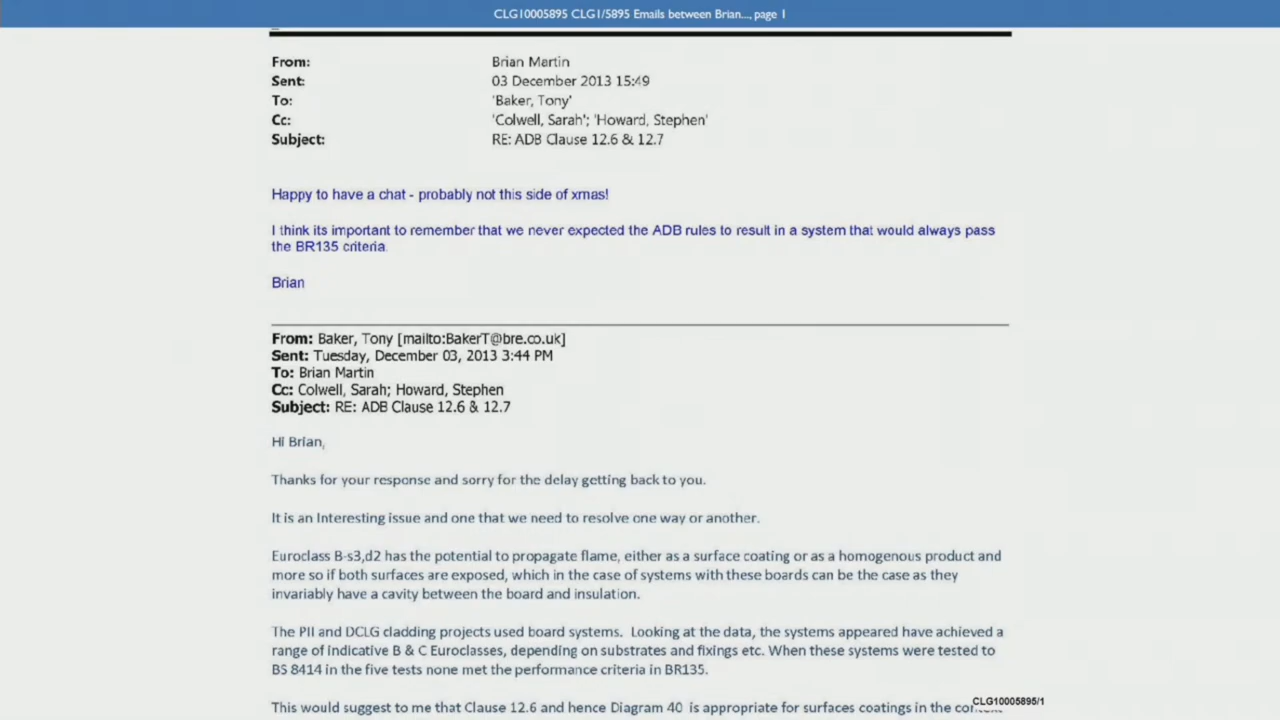 CLG10005895 CLG1/5895 Emails between Brian..., page 1
From: Brian Martin
Sent: 03 December 2013 15:49
To: 'Baker, Tony'
Cc: 'Colwell, Sarah'; 'Howard, Stephen'
Subject: RE: ADB Clause 12.6 & 12.7
Happy to have a chat - probably not this side of xmas!
I think its important to remember that we never expected the ADB rules to result in a system that would always pass
the BR135 criteria.
Brian
From: Baker, Tony [mailto:BakerT@bre.co.uk]
Sent: Tuesday, December 03, 2013 3:44 PM
To: Brian Martin
Cc: Colwell, Sarah; Howard, Stephen
Subject: RE: ADB Clause 12.6 & 12.7
Hi Brian,
Thanks for your response and sorry for the delay getting back to you.
It is an Interesting issue and one that we need to resolve one way or another.
Euroclass B-s3,d2 has the potential to propagate flame, either as a surface coating or as a homogenous product and
more so if both surfaces are exposed, which in the case of systems with these boards can be the case as they
invariably have a cavity between the board and insulation.
The PII and DCLG cladding projects used board systems.  Looking at the data, the systems appeared have achieved a
range of indicative B & C Euroclasses, depending on substrates and fixings etc. When these systems were tested to
BS 8414 in the five tests none met the performance criteria in BR135.
This would suggest to me that Clause 12.6 and hence Diagram 40 is appropriate for surfaces coatings in the
CLG10005895/1